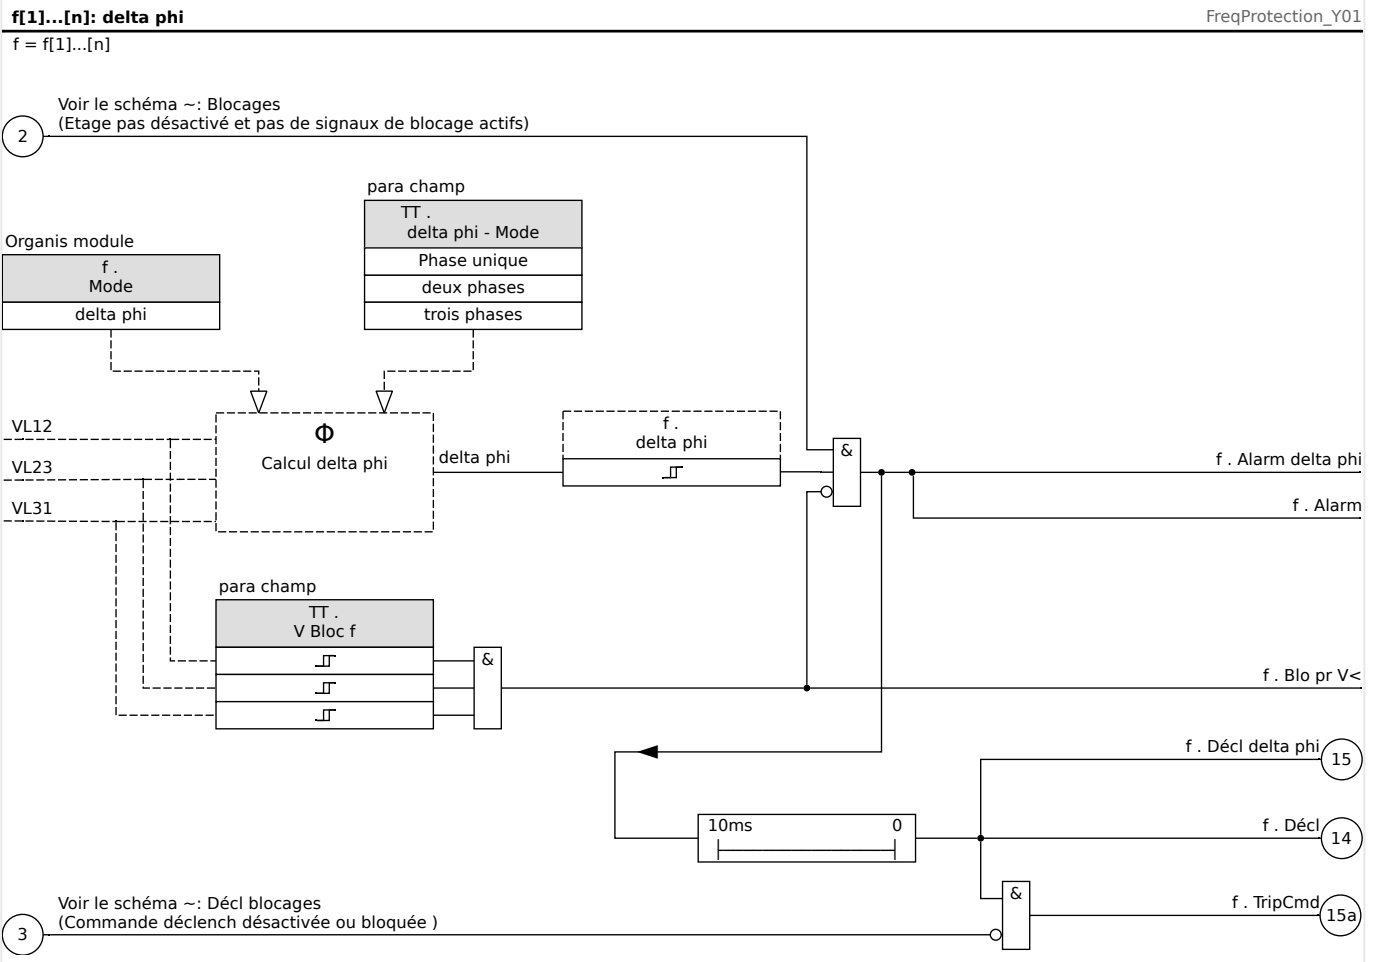 f[1]...[n]: delta phi
FreqProtection_Y01
f = f[1]...[n]
Voir le schéma ~: Blocages
(Etage pas désactivé et pas de signaux de blocage actifs)
2
para champ
TT .
delta phi - Mode
Phase unique
deux phases
trois phases
Organis module
f .
Mode
delta phi
VL12
VL23
VL31
Φ
Calcul delta phi
delta phi
f .
delta phi
&
f . Alarm delta phi
f . Alarm
para champ
TT .
V Bloc f
&
f . Blo pr V<
f . Décl delta phi
15
10ms 0
f . Décl
14
&
f . TripCmd
15a
Voir le schéma ~: Décl blocages
(Commande déclench désactivée ou bloquée )
3